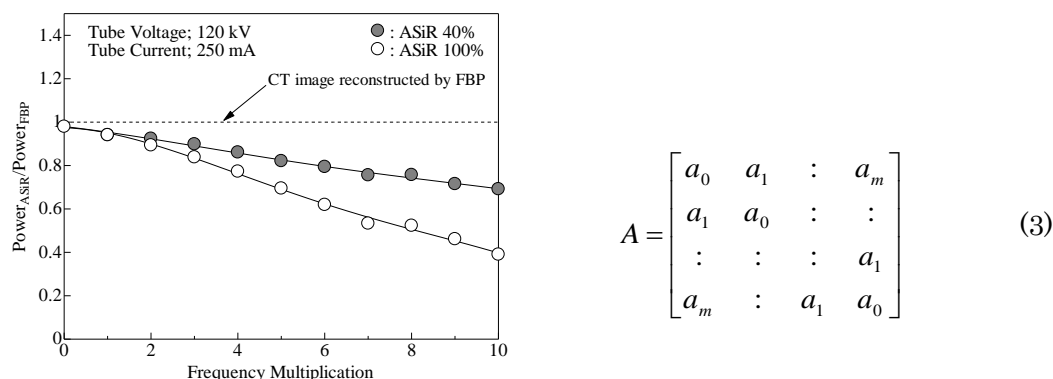 1.4
1.2
1
0.8
0.6
0.4
0.2
0
Power_ASiR/Power_FBP
Tube Voltage; 120 kV
Tube Current; 250 mA
: ASiR 40%
: ASiR 100%
CT image reconstructed by FBP
0 2 4 6 8 10
Frequency Multiplication
A = [ a_0 a_1 : a_m
a_1 a_0 : :
: : : a_1
a_m : a_1 a_0 ]
(3)